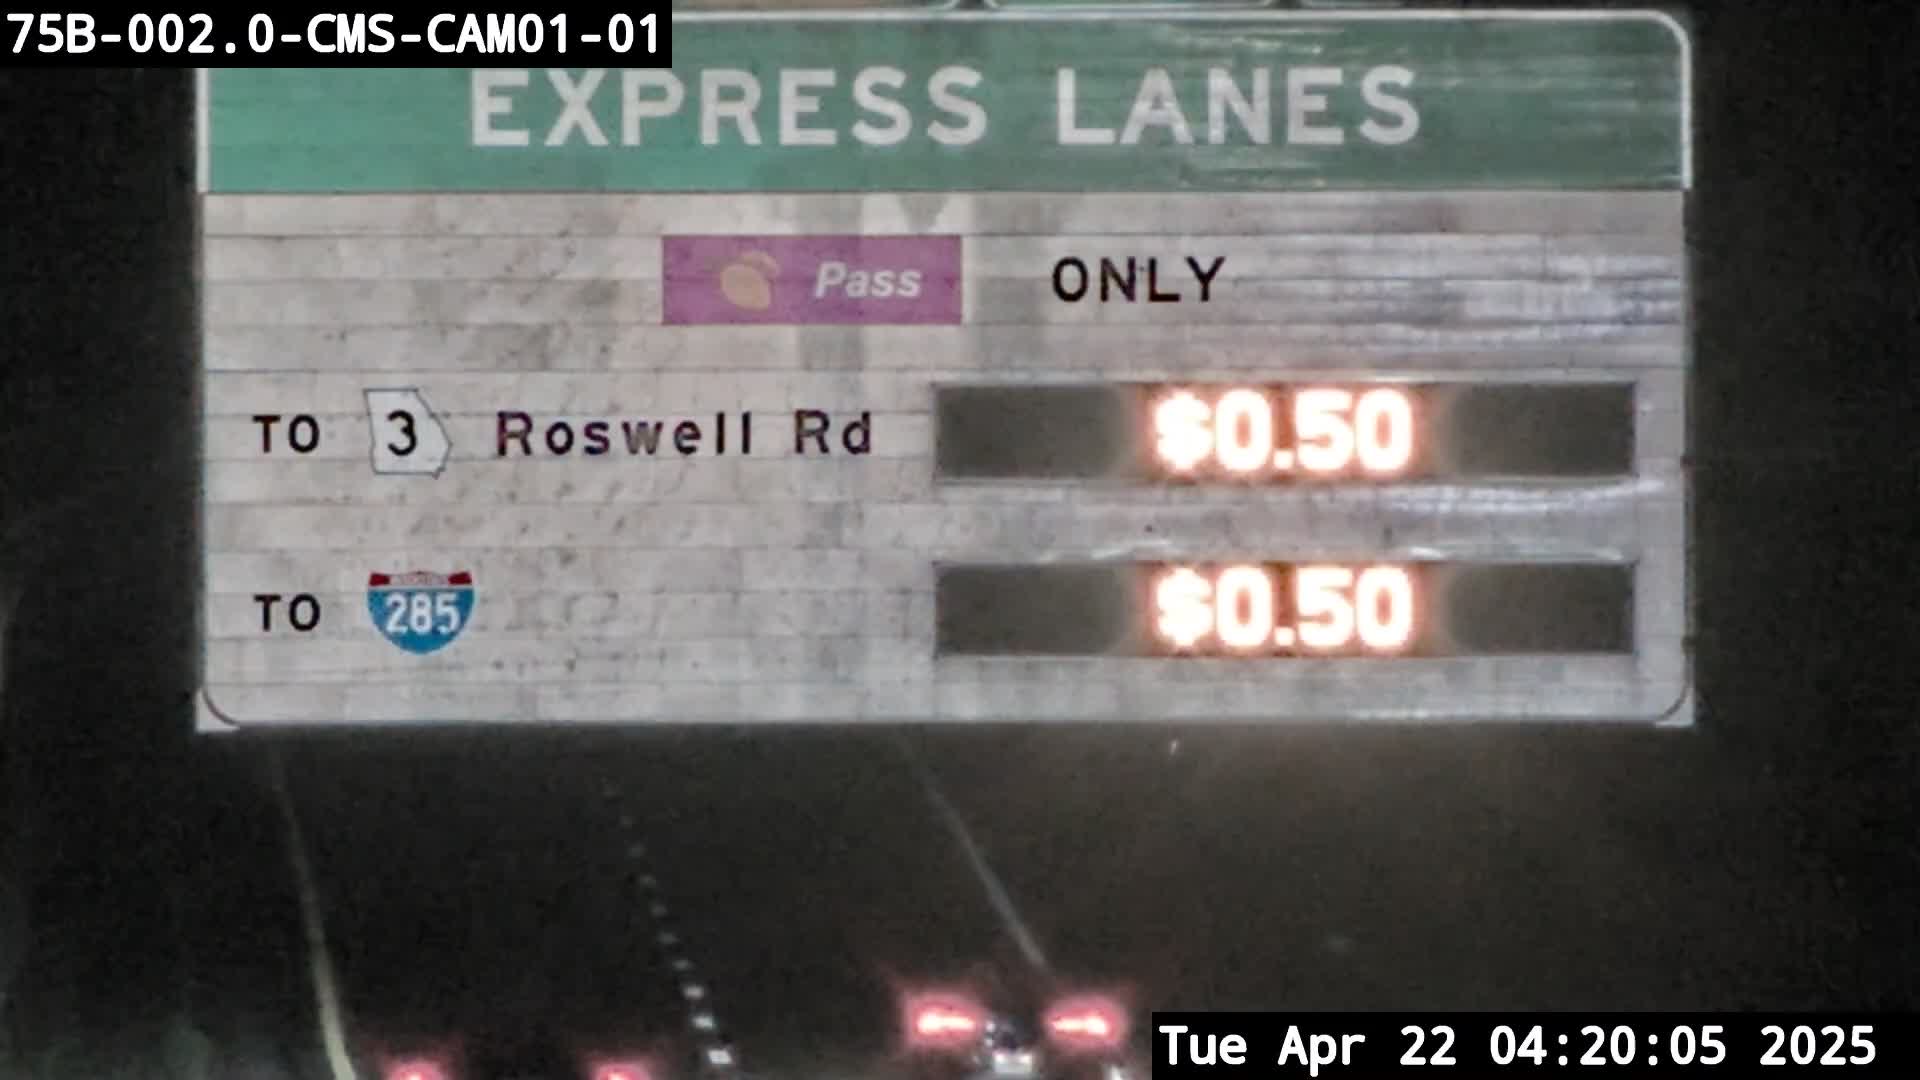 75B-002.0-CMS-CAM01-01
EXPRESS LANES
Pass ONLY
TO 3 Roswell Rd $0.50
TO 285 $0.50
Tue Apr 22 04:20:05 2025